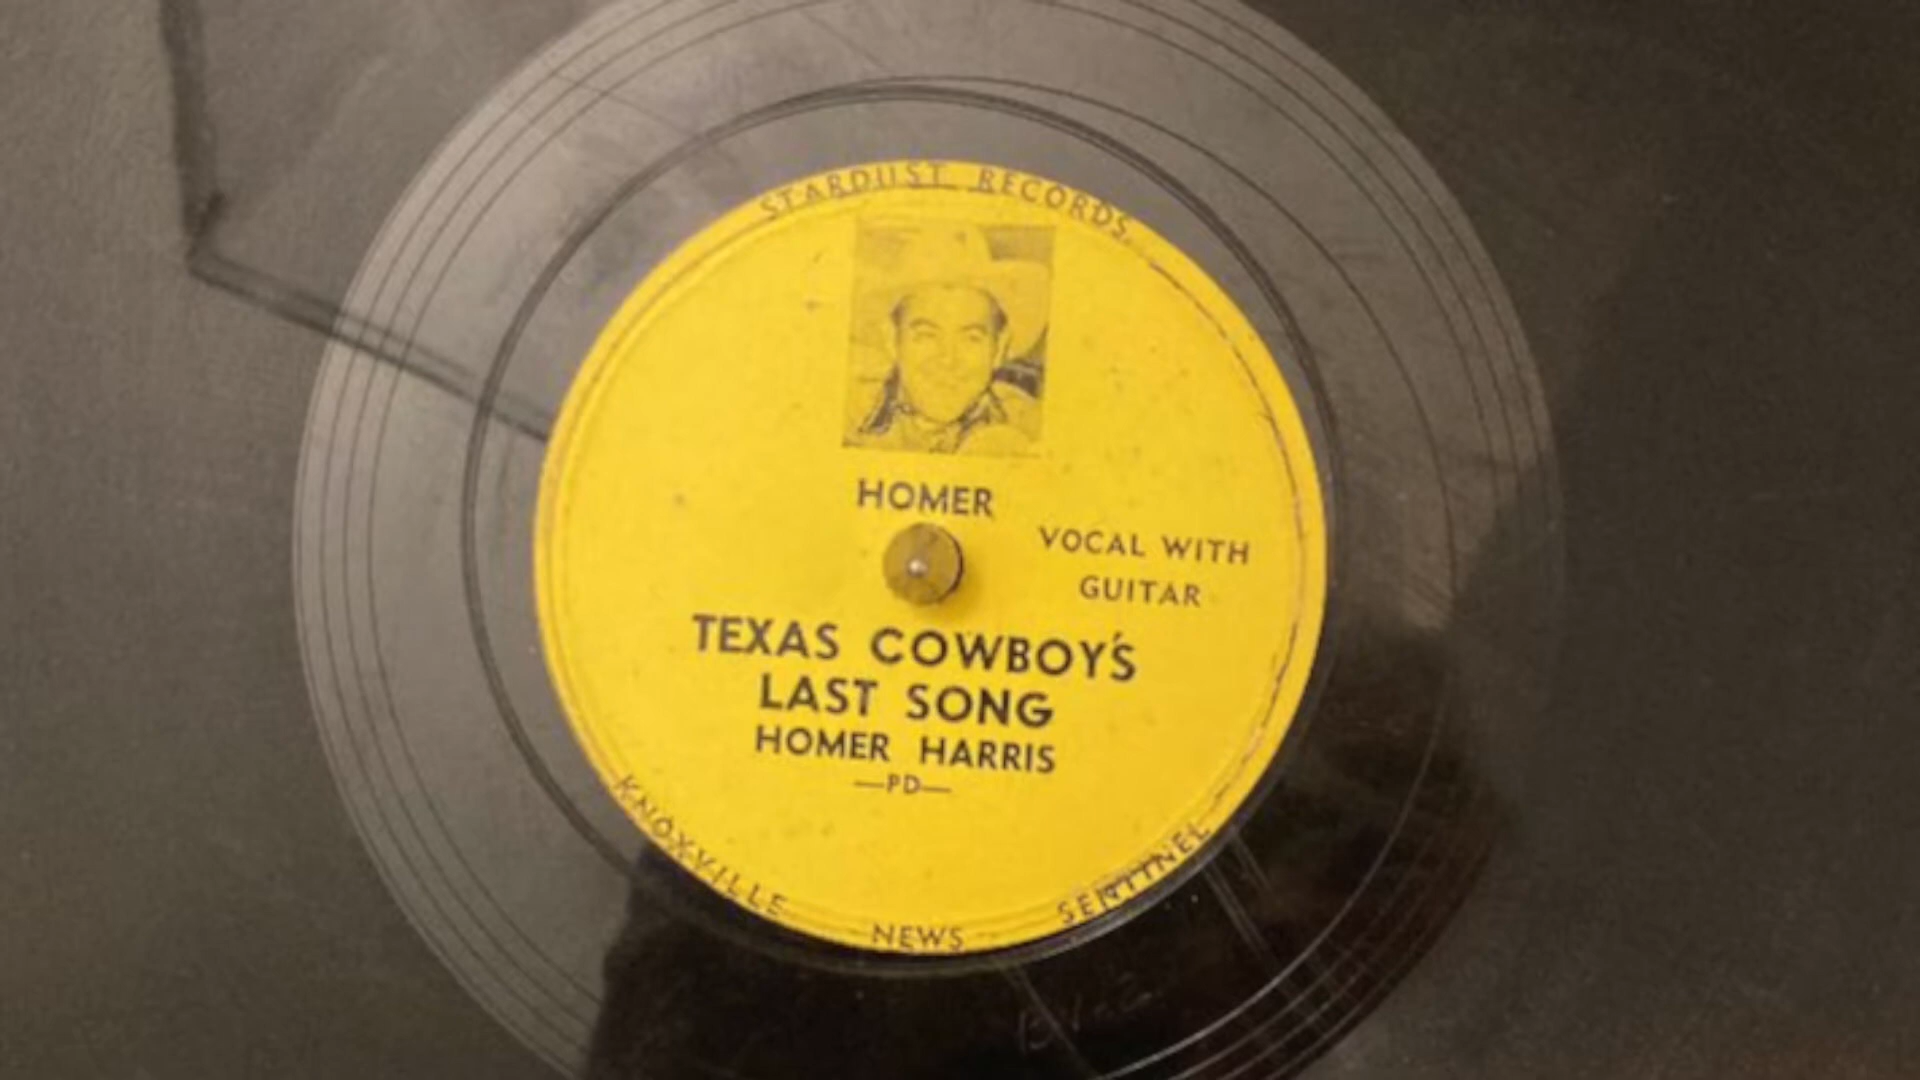 STARDUST RECORDS.
HOMER
VOCAL WITH
GUITAR
TEXAS COWBOY'S
LAST SONG
HOMER HARRIS
—PD—
KNOXVILLE NEWS SENTINEL